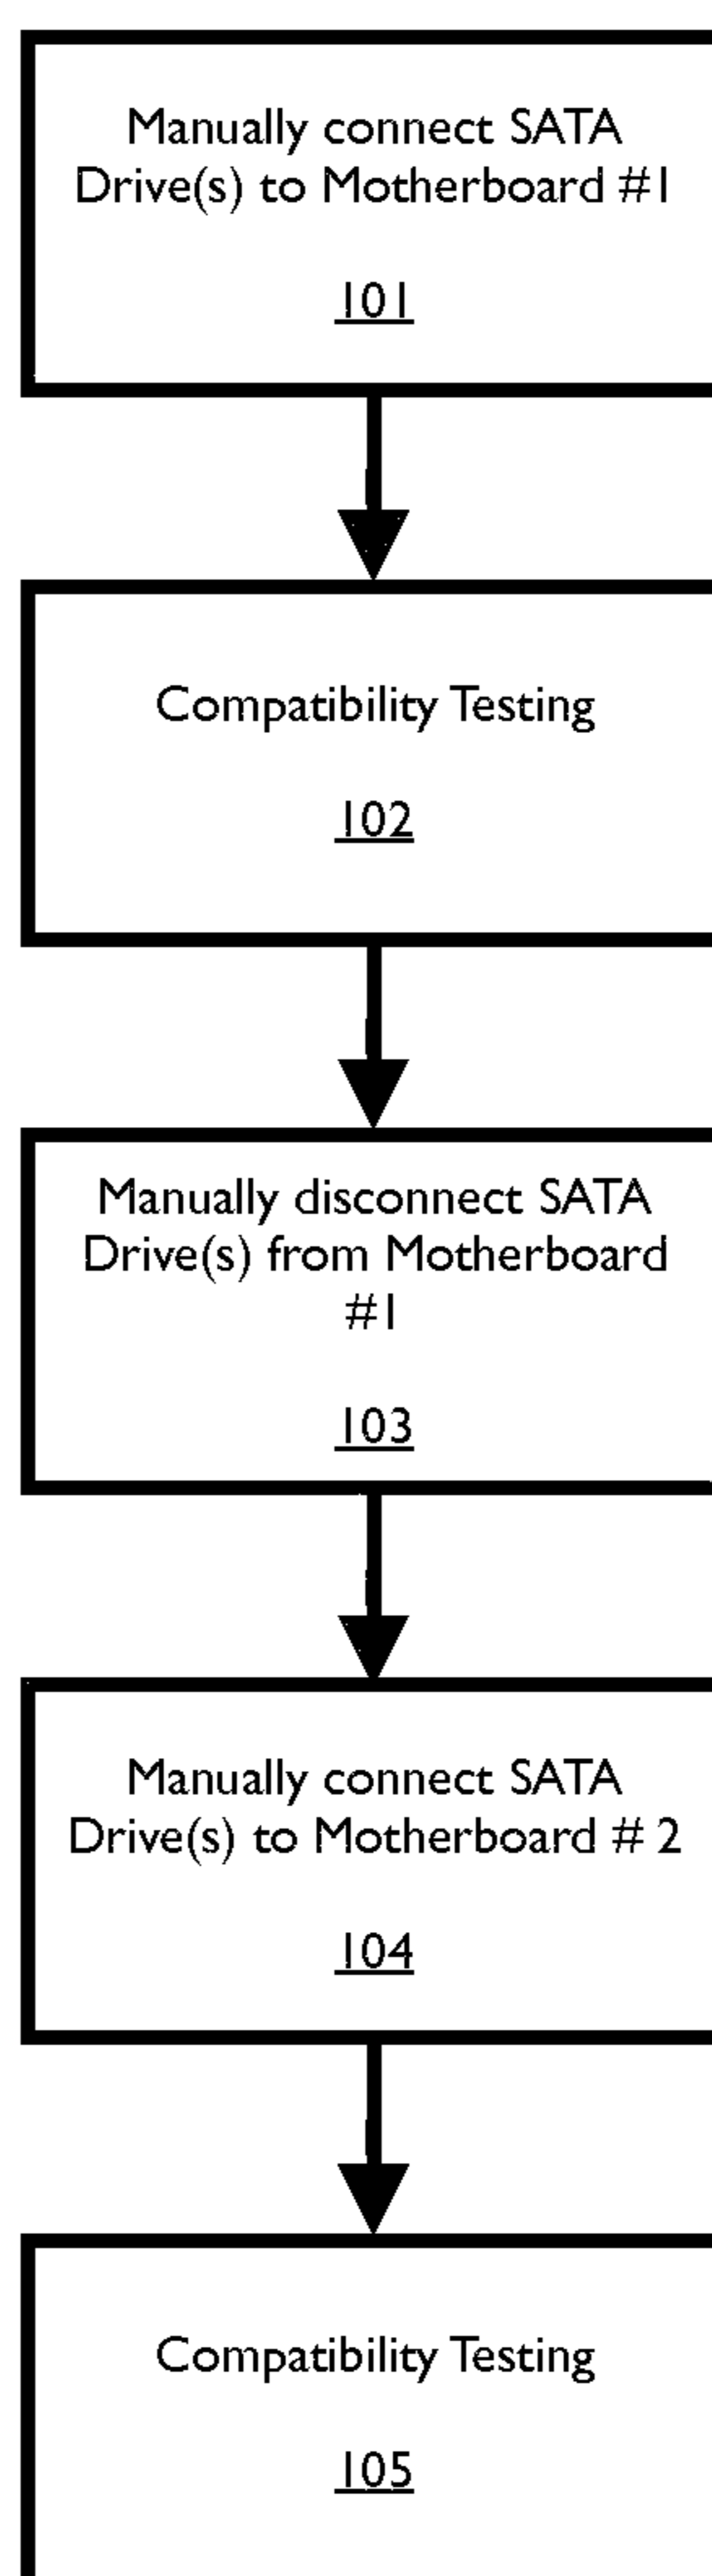 Manually connect SATA
Drive(s) to Motherboard #1
101
Compatibility Testing
102
Manually disconnect SATA
Drive(s) from Motherboard
#1
103
Manually connect SATA
Drive(s) to Motherboard # 2
104
Compatibility Testing
105